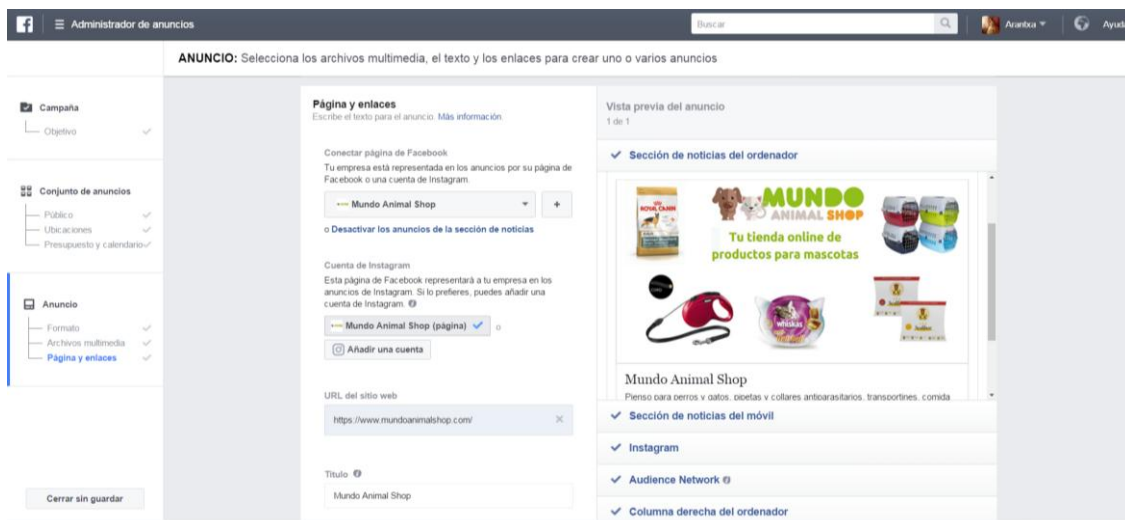 Administrador de anuncios
Buscar
Arantxa
Ayuda
ANUNCIO: Selecciona los archivos multimedia, el texto y los enlaces para crear uno o varios anuncios
Campaña
Objetivo
Conjunto de anuncios
Público
Ubicaciones
Presupuesto y calendario
Anuncio
Formato
Archivos multimedia
Página y enlaces
Cerrar sin guardar
Página y enlaces
Escribe el texto para el anuncio. Más información.
Conectar página de Facebook
Tu empresa está representada en los anuncios por su página de
Facebook o una cuenta de Instagram.
Mundo Animal Shop
o Desactivar los anuncios de la sección de noticias
Cuenta de Instagram
Esta página de Facebook representará a tu empresa en los
anuncios de Instagram. Si lo prefieres, puedes añadir una
cuenta de Instagram.
Mundo Animal Shop (página) o
Añadir una cuenta
URL del sitio web
https://www.mundoanimalshop.com/
Título
Mundo Animal Shop
Vista previa del anuncio
1 de 1
Sección de noticias del ordenador
ROYAL CANIN
MUNDO
ANIMAL SHOP
Tu tienda online de
productos para mascotas
whiskas
Mundo Animal Shop
Pienso para perros y gatos, pipetas y collares antiparasitarios, transportines, comida
Sección de noticias del móvil
Instagram
Audience Network
Columna derecha del ordenador